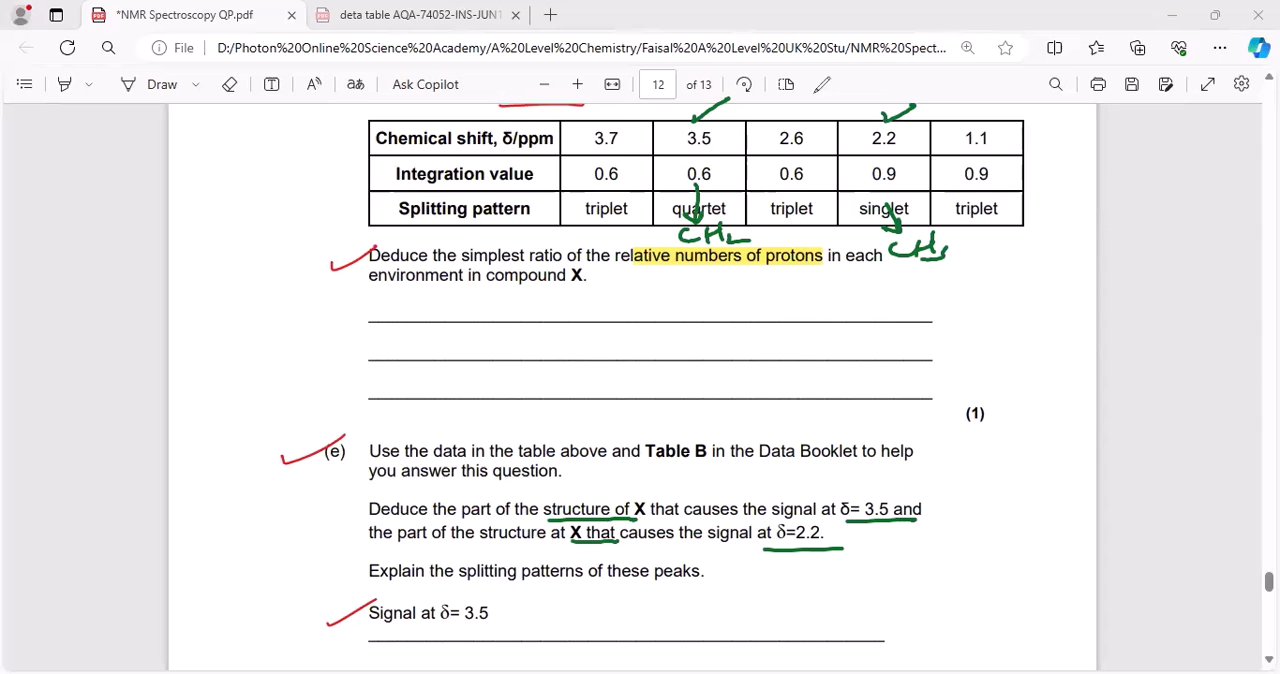 *NMR Spectroscopy QP.pdf
deta table AQA-74052-INS-JUN1
File D:/Photon%20Online%20Science%20Academy/A%20Level%20Chemistry/Faisal%20A%20Level%20UK%20Stu/NMR%20Spect...
Draw aあ Ask Copilot 12 of 13
Chemical shift, δ/ppm 3.7 3.5 2.6 2.2 1.1
Integration value 0.6 0.6 0.6 0.9 0.9
Splitting pattern triplet quartet triplet singlet triplet
CH2 CH3
Deduce the simplest ratio of the relative numbers of protons in each
environment in compound X.
(1)
(e) Use the data in the table above and Table B in the Data Booklet to help
you answer this question.
Deduce the part of the structure of X that causes the signal at δ= 3.5 and
the part of the structure at X that causes the signal at δ=2.2.
Explain the splitting patterns of these peaks.
Signal at δ= 3.5